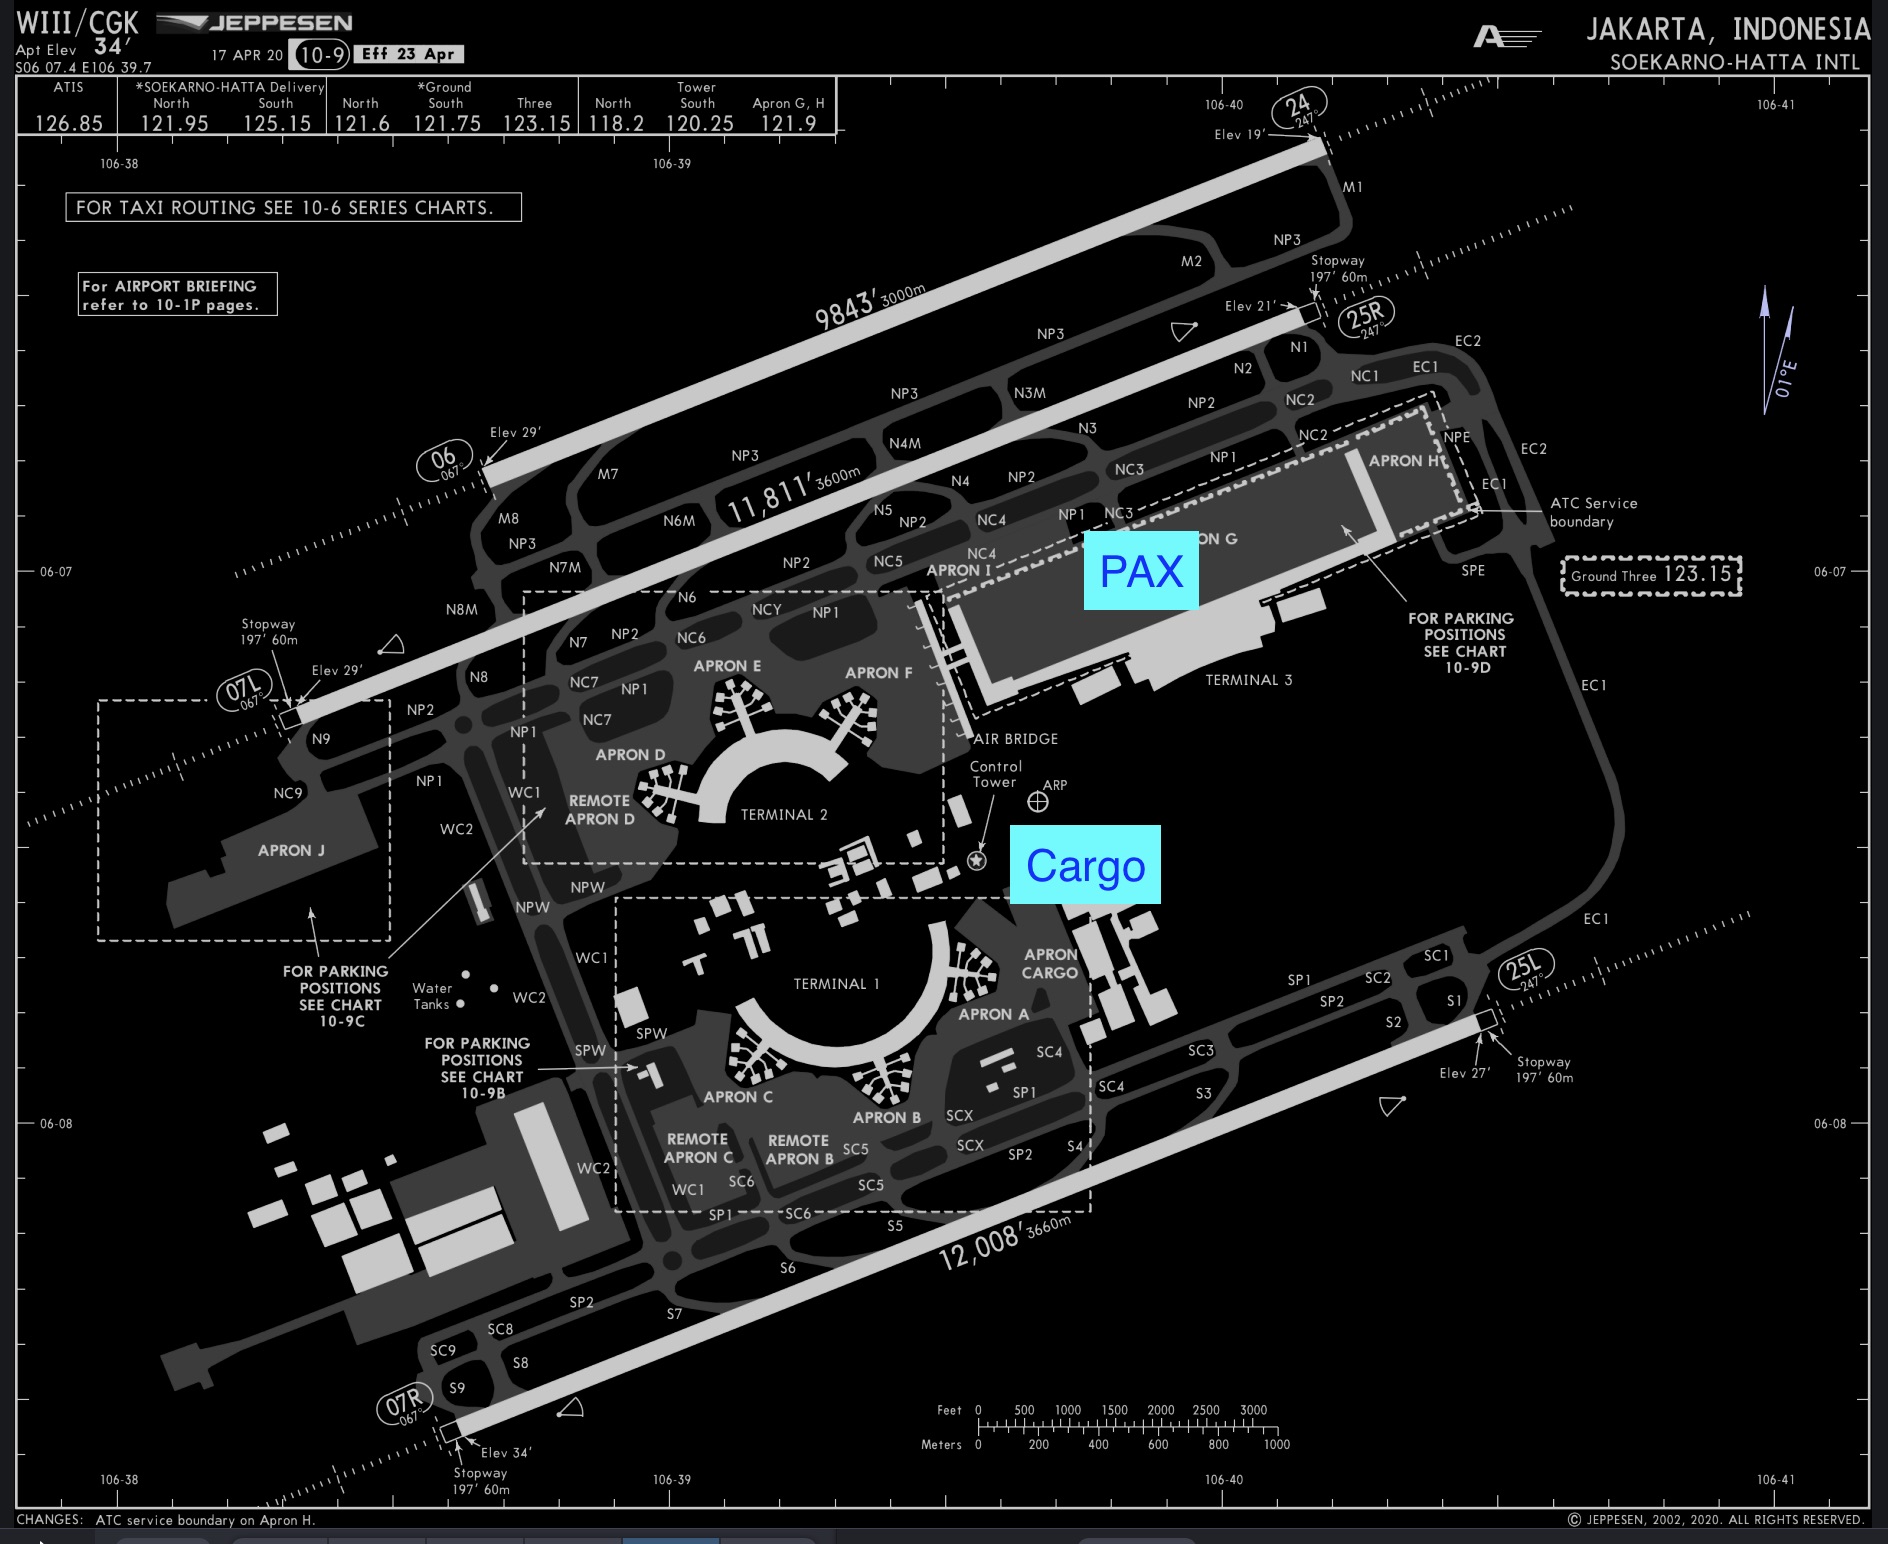 WIII/CGK
JEPPESEN
Apt Elev 34'
S06 07.4 E106 39.7
17 APR 20
10-9
Eff 23 Apr
JAKARTA, INDONESIA
SOEKARNO-HATTA INTL
ATIS
126.85
*SOEKARNO-HATTA Delivery
North South
121.95 125.15
*Ground
North South Three
121.6 121.75 123.15
Tower
North South Apron G, H
118.2 120.25 121.9
106-38
106-39
106-40
106-41
FOR TAXI ROUTING SEE 10-6 SERIES CHARTS.
For AIRPORT BRIEFING
refer to 10-1P pages.
24
247°
Elev 19'
M1
NP3
M2
Stopway
197' 60m
Elev 21'
25R
247°
9843' 3000m
NP3
N1
N2
EC2
EC1
NC1
NC2
NP2
N3M
NP3
01°E
06
067°
Elev 29'
N4M
N3
NC2
NPE
EC2
NP3
M7
11,811' 3600m
N4
NP2
NC3
NP1
APRON H
EC1
ATC Service
boundary
M8
N6M
N5
NP2
NC4
NP1
NC3
NP3
N7M
NP2
NC5
NC4
APRON I
PAX
ON G
06-07
06-07
SPE
Ground Three 123.15
N8M
N6
NCY
NP1
Stopway
197' 60m
N7
NP2
NC6
FOR PARKING
POSITIONS
SEE CHART
10-9D
07L
067°
Elev 29'
N8
NC7
NP1
APRON E
APRON F
TERMINAL 3
EC1
NP2
N9
NP1
NC7
APRON D
AIR BRIDGE
Control
Tower
ARP
NC9
NP1
WC1
REMOTE
APRON D
TERMINAL 2
WC2
APRON J
Cargo
NPW
NPW
EC1
WC1
FOR PARKING
POSITIONS
SEE CHART
10-9C
Water
Tanks
WC2
TERMINAL 1
APRON
CARGO
SC1
25L
247°
SP1
SC2
SP2
S1
S2
APRON A
SPW
SPW
FOR PARKING
POSITIONS
SEE CHART
10-9B
SC4
SC3
Elev 27'
Stopway
197' 60m
SP1
SC4
S3
APRON C
APRON B
SCX
06-08
06-08
REMOTE
APRON C
REMOTE
APRON B
SC5
SCX
SP2
S4
WC2
WC1
SC6
SC5
SP1
SC6
S5
12,008' 3660m
S6
SP2
S7
SC8
SC9
S8
S9
07R
067°
Elev 34'
Stopway
197' 60m
Feet 0 500 1000 1500 2000 2500 3000
Meters 0 200 400 600 800 1000
106-38
106-39
106-40
106-41
CHANGES: ATC service boundary on Apron H.
© JEPPESEN, 2002, 2020. ALL RIGHTS RESERVED.